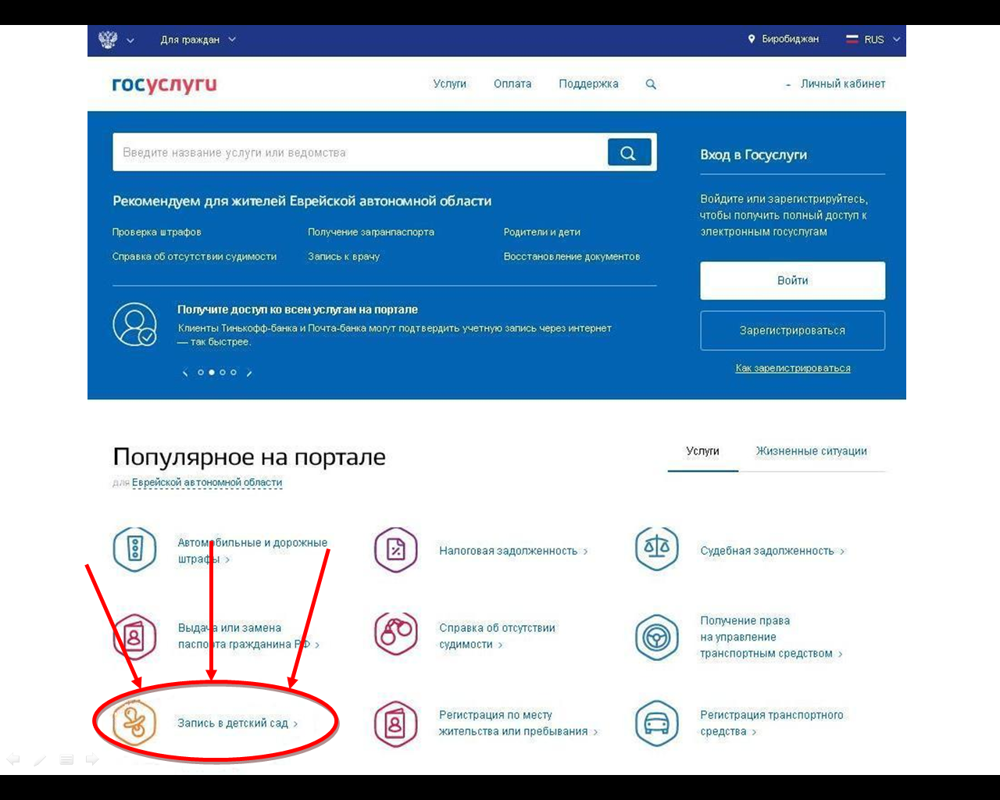 Для граждан
Биробиджан
RUS
госуслуги
Услуги
Оплата
Поддержка
Личный кабинет
Введите название услуги или ведомства
Рекомендуем для жителей Еврейской автономной области
Проверка штрафов
Получение загранпаспорта
Родители и дети
Справка об отсутствии судимости
Запись к врачу
Восстановление документов
Получите доступ ко всем услугам на портале
Клиенты Тинькофф-банка и Почта-банка могут подтвердить учетную запись через интернет
— так быстрее.
Вход в Госуслуги
Войдите или зарегистрируйтесь,
чтобы получить полный доступ к
электронным госуслугам
Войти
Зарегистрироваться
Как зарегистрироваться
Популярное на портале
для Еврейской автономной области
Услуги
Жизненные ситуации
Автомобильные и дорожные
штрафы
Налоговая задолженность
Судебная задолженность
Выдача или замена
паспорта гражданина РФ
Справка об отсутствии
судимости
Получение права
на управление
транспортным средством
Запись в детский сад
Регистрация по месту
жительства или пребывания
Регистрация транспортного
средства